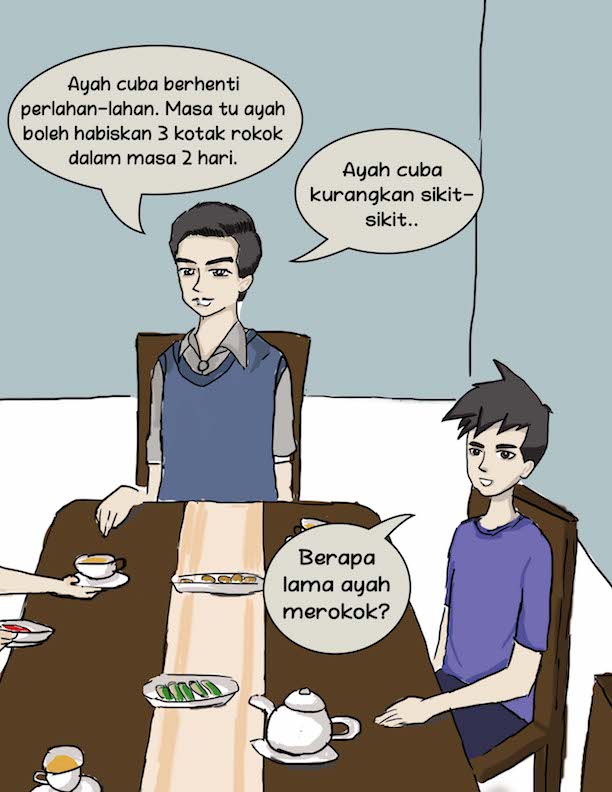 Ayah cuba berhenti
perlahan-lahan. Masa tu ayah
boleh habiskan 3 kotak rokok
dalam masa 2 hari.
Ayah cuba
kurangkan sikit-
sikit..
Berapa
lama ayah
merokok?